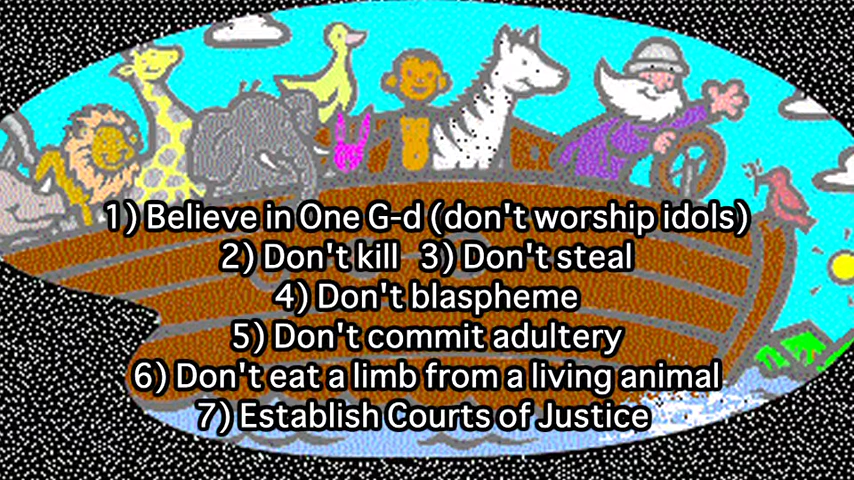 1) Believe in One G-d (don't worship idols)
2) Don't kill 3) Don't steal
4) Don't blaspheme
5) Don't commit adultery
6) Don't eat a limb from a living animal
7) Establish Courts of Justice